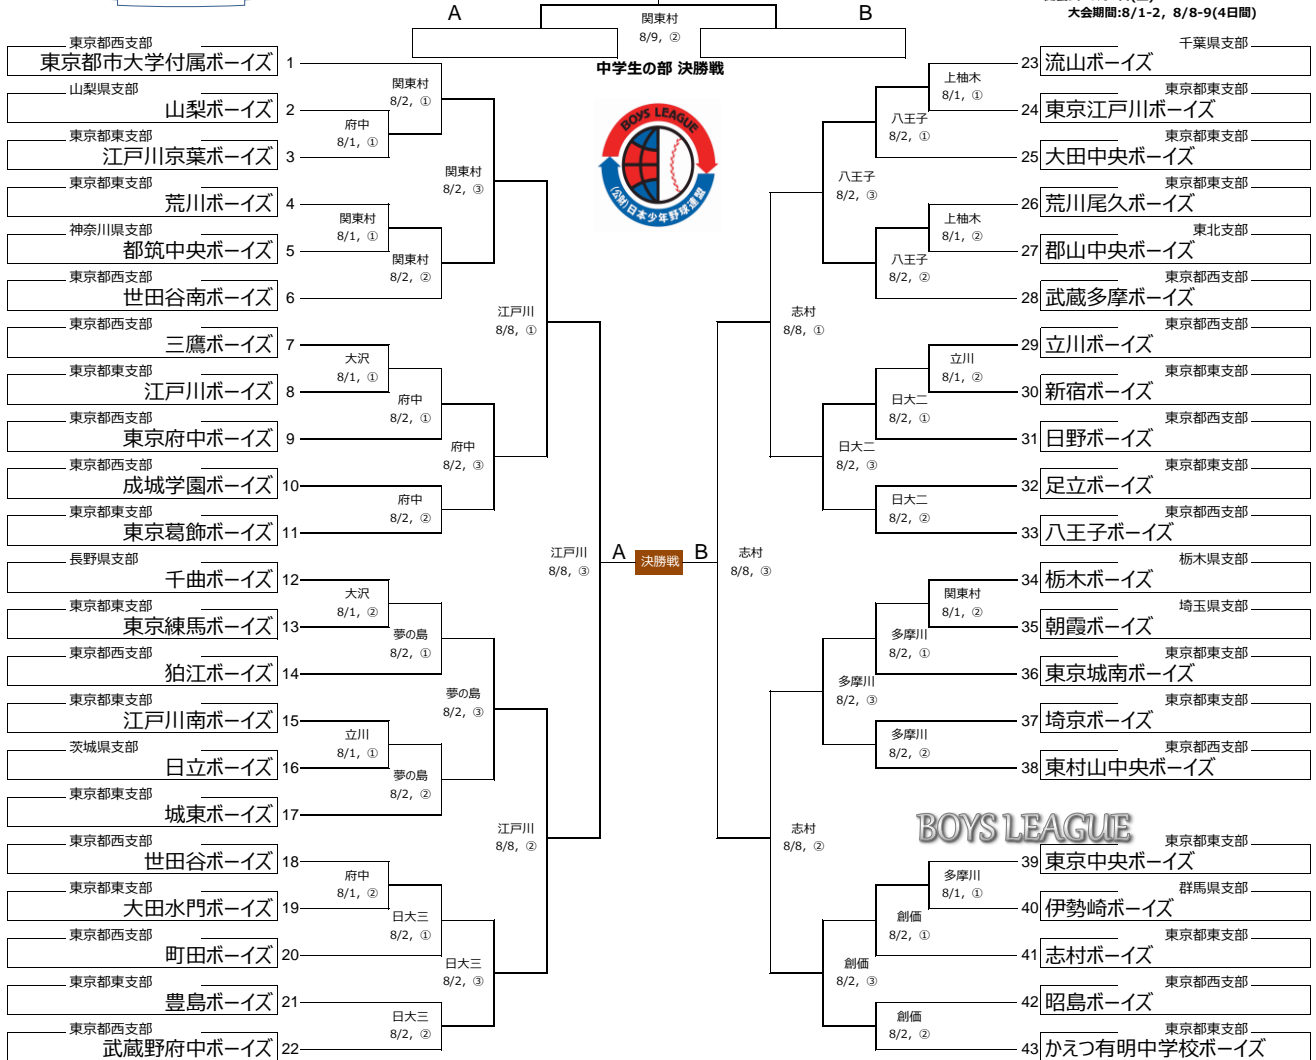 A
B
関東村
8/9, ②
大会期間:8/1-2, 8/8-9(4日間)
中学生の部 決勝戦
BOYS LEAGUE
(公財)日本少年野球連盟
東京都西支部
東京都市大学付属ボーイズ 1
山梨県支部
山梨ボーイズ 2
東京都東支部
江戸川京葉ボーイズ 3
東京都東支部
荒川ボーイズ 4
神奈川県支部
都筑中央ボーイズ 5
東京都西支部
世田谷南ボーイズ 6
東京都西支部
三鷹ボーイズ 7
東京都東支部
江戸川ボーイズ 8
東京都西支部
東京府中ボーイズ 9
東京都西支部
成城学園ボーイズ 10
東京都東支部
東京葛飾ボーイズ 11
長野県支部
千曲ボーイズ 12
東京都東支部
東京練馬ボーイズ 13
東京都西支部
狛江ボーイズ 14
東京都東支部
江戸川南ボーイズ 15
茨城県支部
日立ボーイズ 16
東京都東支部
城東ボーイズ 17
東京都西支部
世田谷ボーイズ 18
東京都東支部
大田水門ボーイズ 19
東京都西支部
町田ボーイズ 20
東京都東支部
豊島ボーイズ 21
東京都西支部
武蔵野府中ボーイズ 22
関東村
8/2, ①
府中
8/1, ①
関東村
8/2, ③
関東村
8/1, ①
関東村
8/2, ②
江戸川
8/8, ①
大沢
8/1, ①
府中
8/2, ①
府中
8/2, ③
府中
8/2, ②
江戸川
8/8, ③
大沢
8/1, ②
夢の島
8/2, ①
夢の島
8/2, ③
立川
8/1, ①
夢の島
8/2, ②
江戸川
8/8, ②
府中
8/1, ②
日大三
8/2, ①
日大三
8/2, ③
日大三
8/2, ②
A 決勝戦 B
上柚木
8/1, ①
八王子
8/2, ①
八王子
8/2, ③
上柚木
8/1, ②
八王子
8/2, ②
志村
8/8, ①
立川
8/1, ②
日大二
8/2, ①
日大二
8/2, ③
日大二
8/2, ②
志村
8/8, ③
関東村
8/1, ②
多摩川
8/2, ①
多摩川
8/2, ③
多摩川
8/2, ②
志村
8/8, ②
多摩川
8/1, ①
創価
8/2, ①
創価
8/2, ③
創価
8/2, ②
千葉県支部
23 流山ボーイズ
東京都東支部
24 東京江戸川ボーイズ
東京都東支部
25 大田中央ボーイズ
東京都東支部
26 荒川尾久ボーイズ
東北支部
27 郡山中央ボーイズ
東京都西支部
28 武蔵多摩ボーイズ
東京都西支部
29 立川ボーイズ
東京都東支部
30 新宿ボーイズ
東京都西支部
31 日野ボーイズ
東京都東支部
32 足立ボーイズ
東京都西支部
33 八王子ボーイズ
栃木県支部
34 栃木ボーイズ
埼玉県支部
35 朝霞ボーイズ
東京都東支部
36 東京城南ボーイズ
東京都東支部
37 埼京ボーイズ
東京都西支部
38 東村山中央ボーイズ
BOYS LEAGUE
東京都東支部
39 東京中央ボーイズ
群馬県支部
40 伊勢崎ボーイズ
東京都東支部
41 志村ボーイズ
東京都西支部
42 昭島ボーイズ
東京都東支部
43 かえつ有明中学校ボーイズ